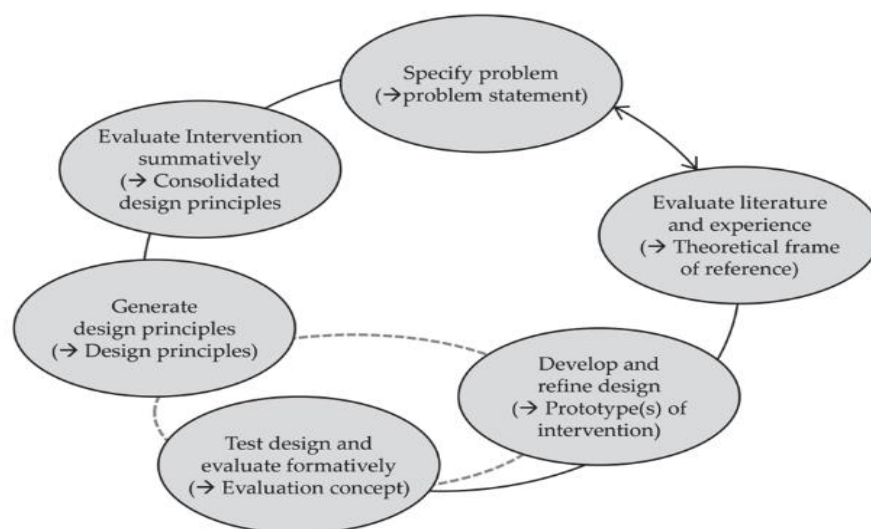 Specify problem
(→problem statement)
Evaluate literature
and experience
(→ Theoretical frame
of reference)
Develop and
refine design
(→ Prototype(s) of
intervention)
Test design and
evaluate formatively
(→ Evaluation concept)
Generate
design principles
(→ Design principles)
Evaluate Intervention
summatively
(→ Consolidated
design principles